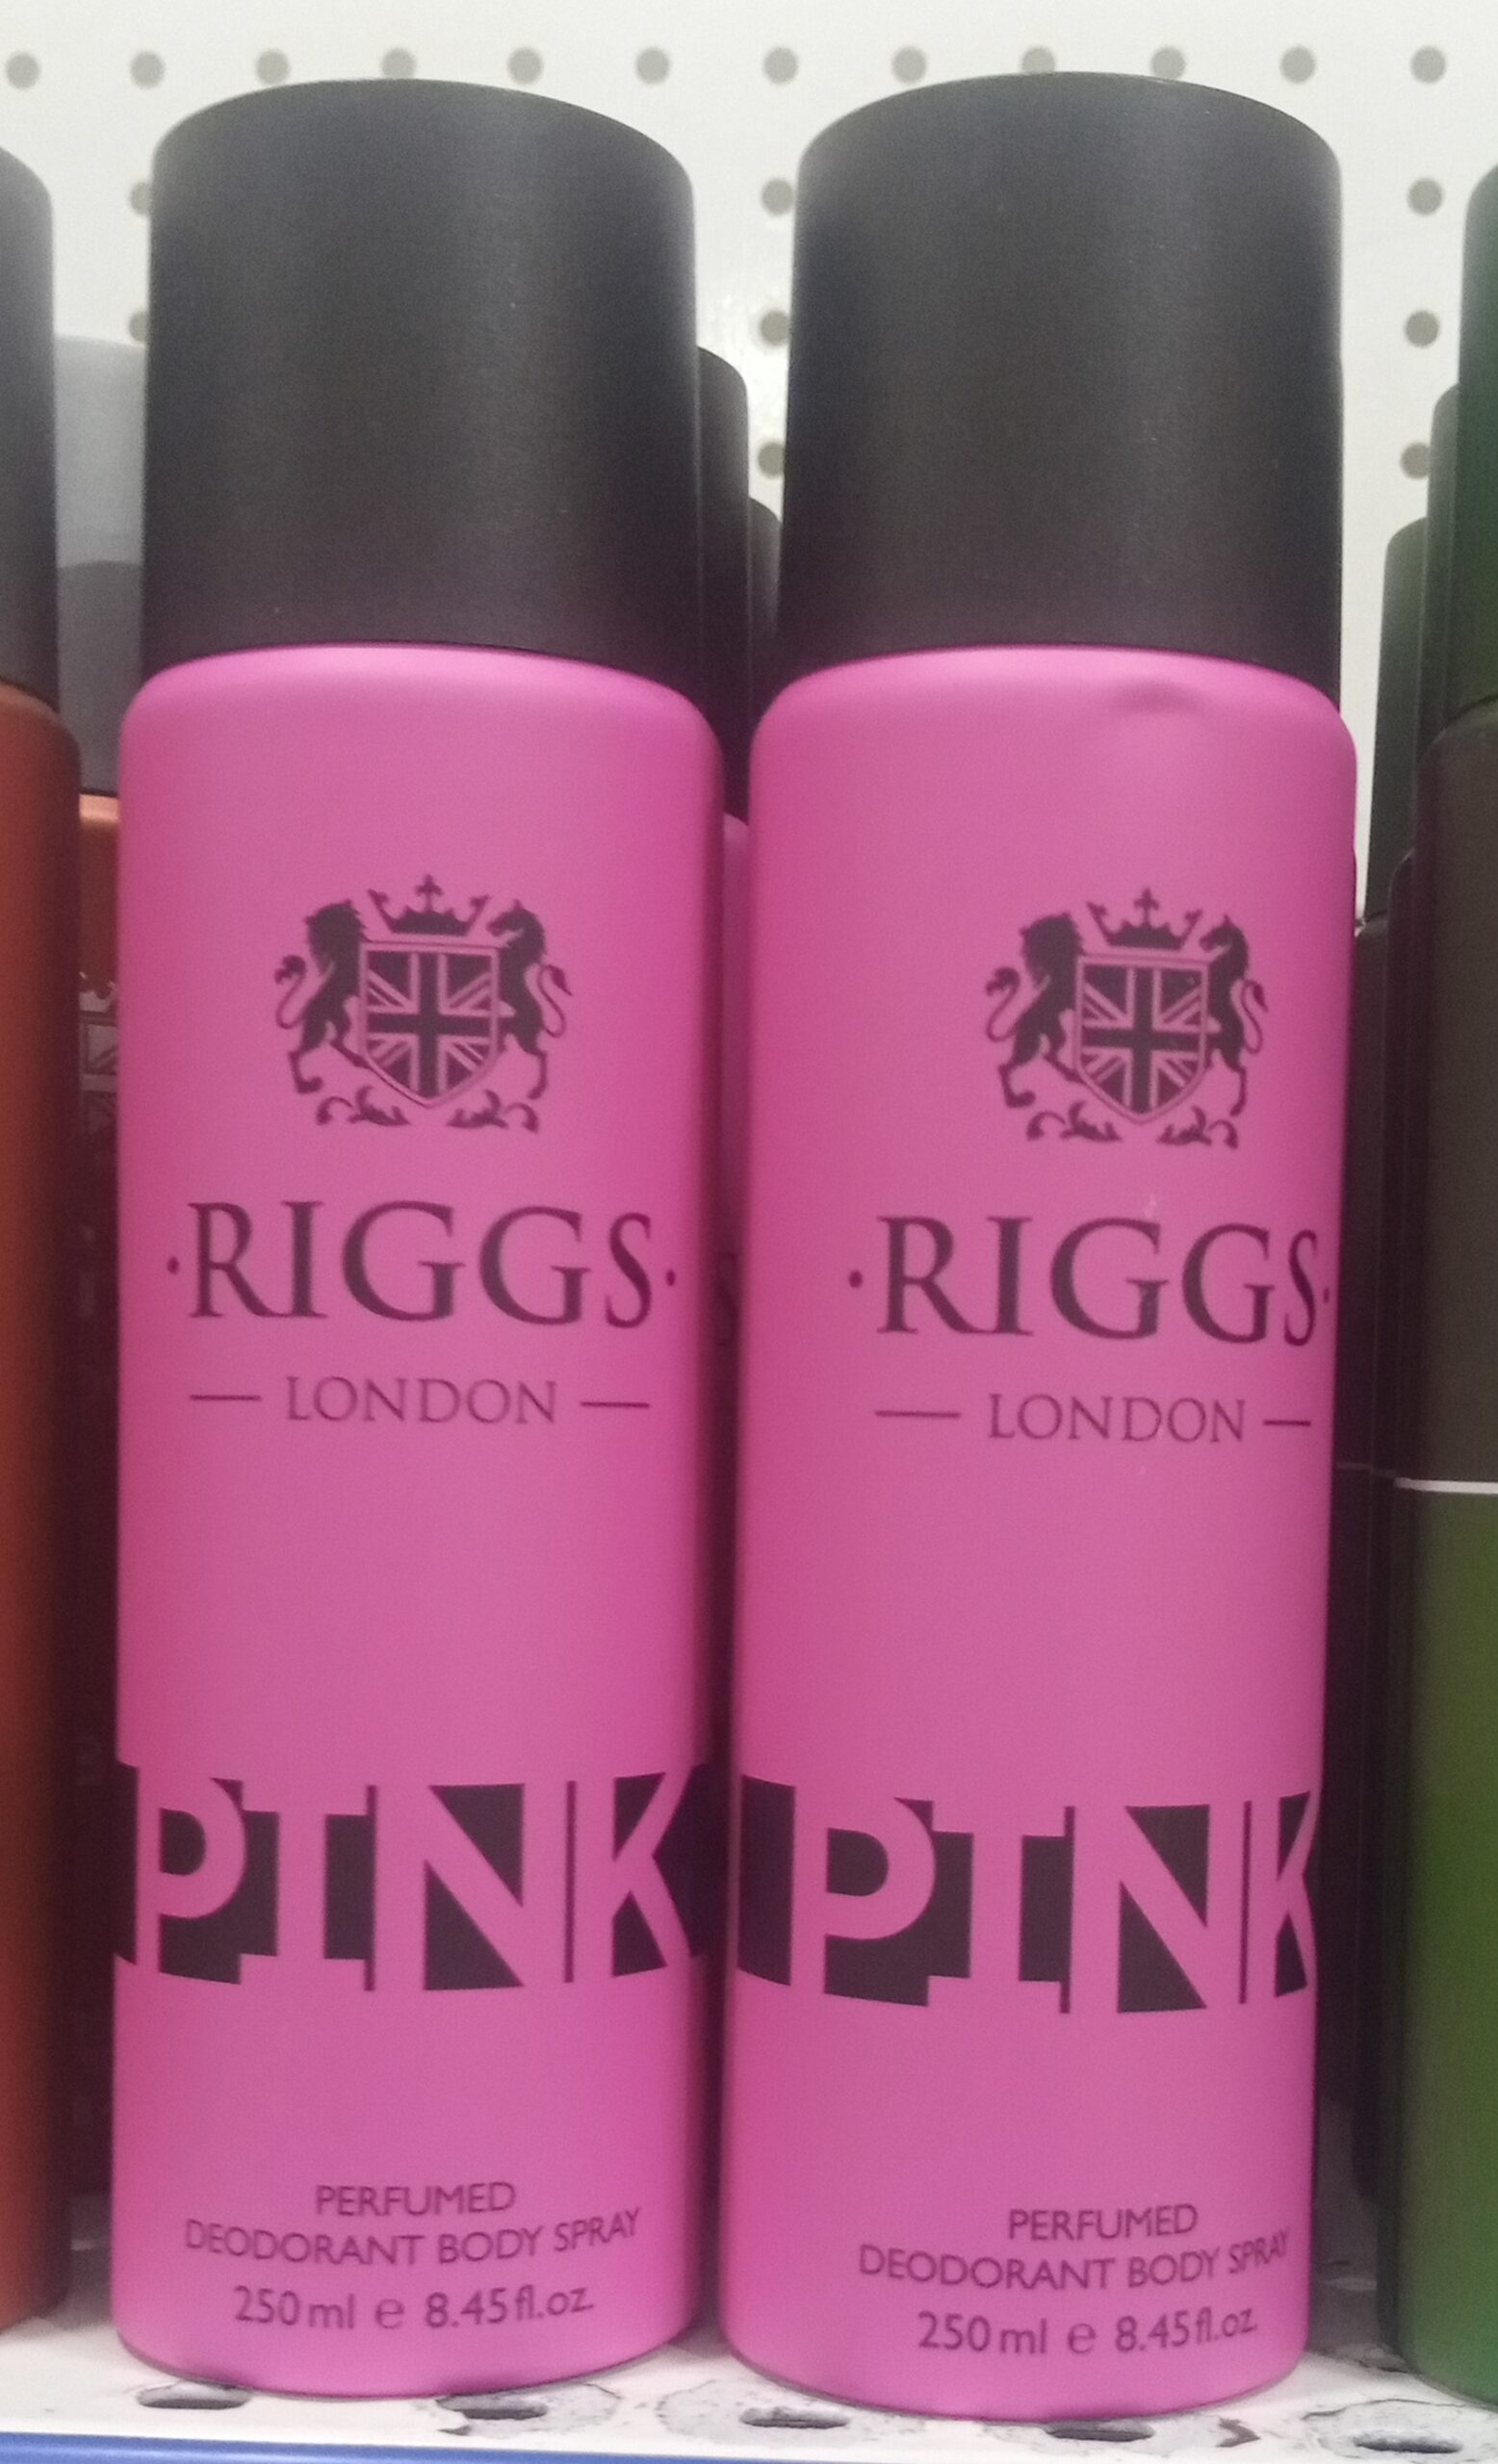 ·RIGGS·
— LONDON —
PINK
PERFUMED
DEODORANT BODY SPRAY
250ml e 8.45fl.oz.
·RIGGS·
— LONDON —
PINK
PERFUMED
DEODORANT BODY SPRAY
250ml e 8.45fl.oz.